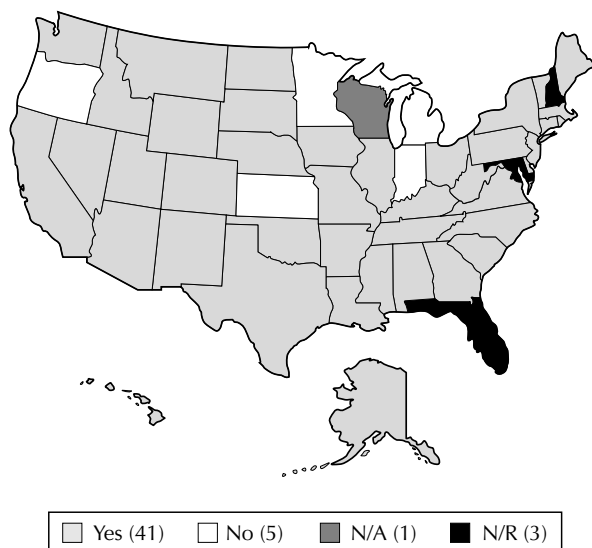 Yes (41) No (5) N/A (1) N/R (3)